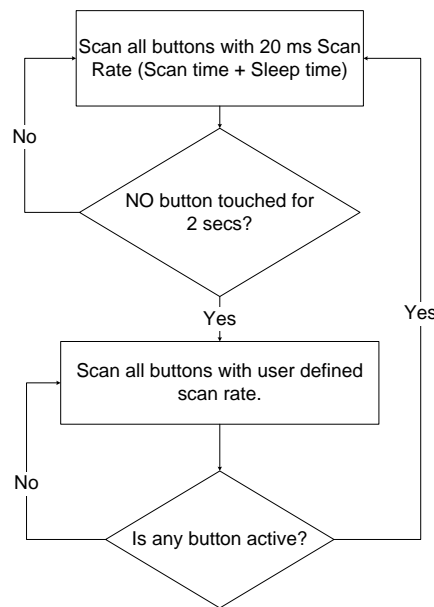 Scan all buttons with 20 ms Scan
Rate (Scan time + Sleep time)
No
NO button touched for
2 secs?
Yes
Yes
Scan all buttons with user defined
scan rate.
No
Is any button active?